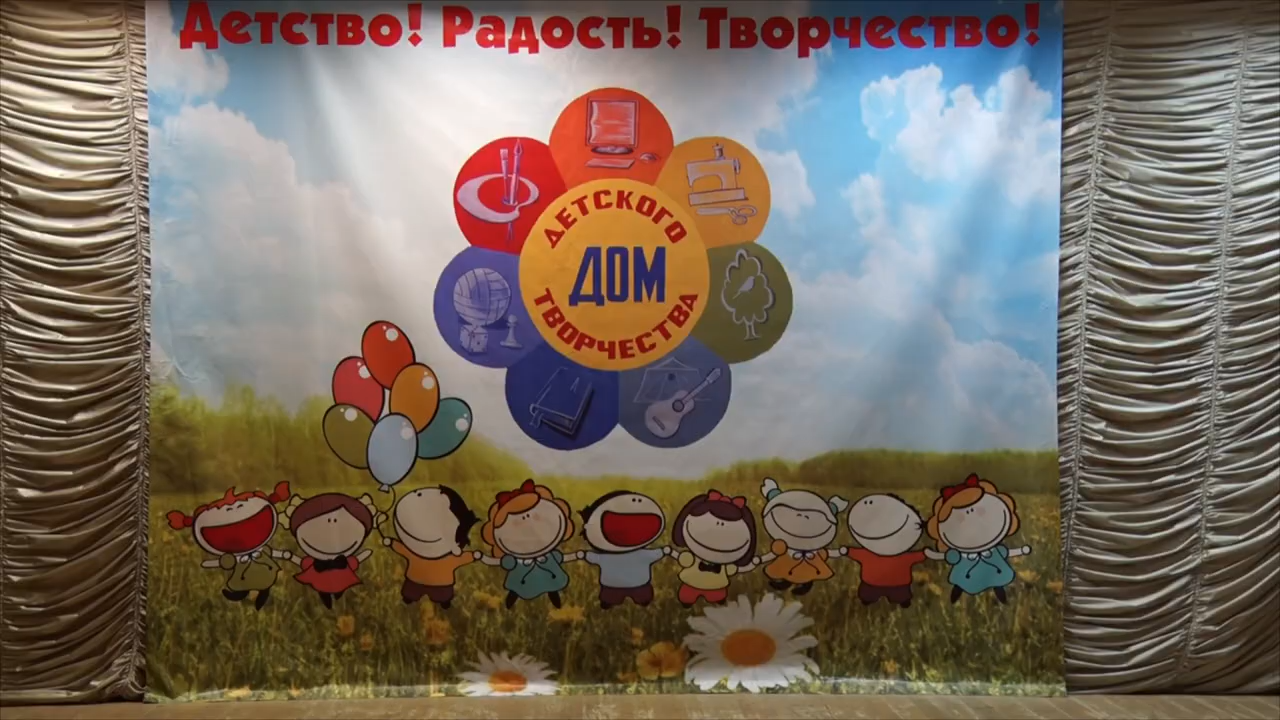 Детство! Радость! Творчество!
ДЕТСКОГО
ДОМ
ТВОРЧЕСТВА